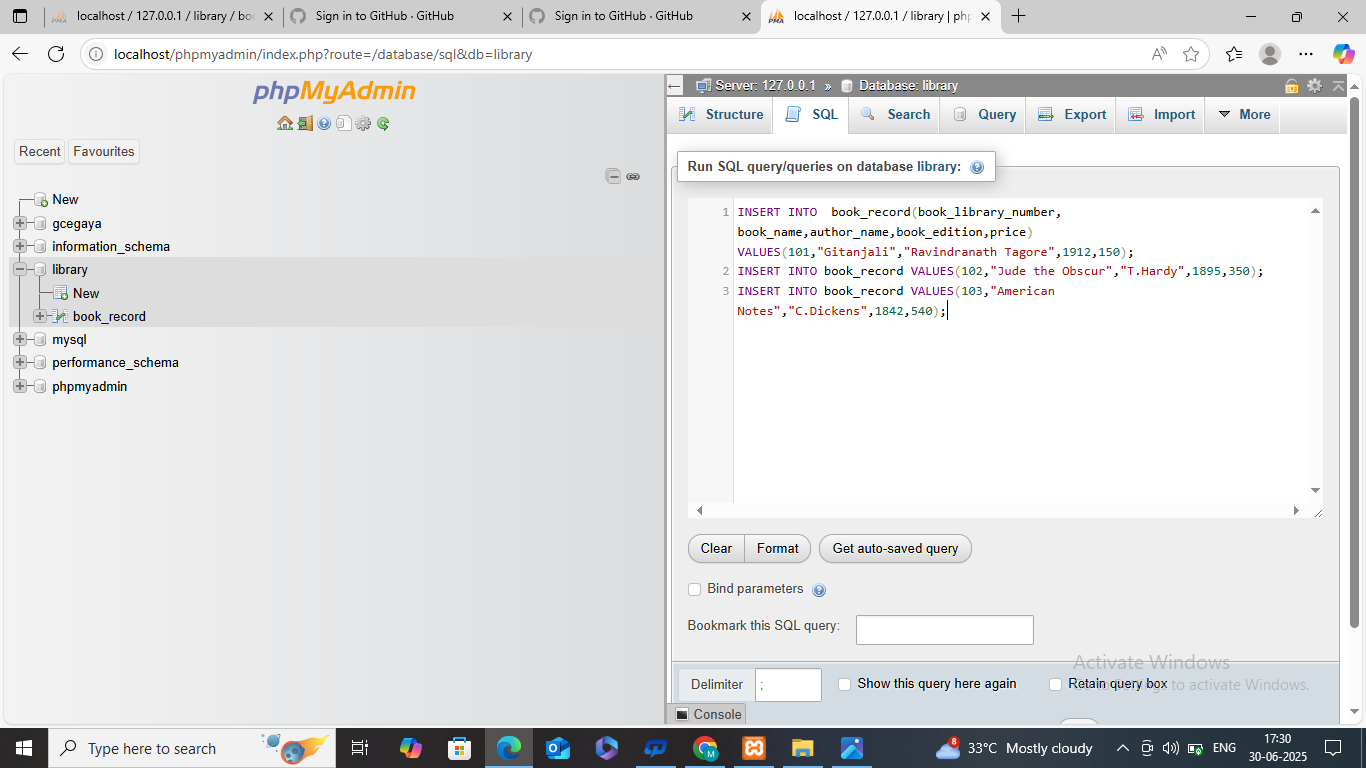 localhost / 127.0.0.1 / library / bo
Sign in to GitHub · GitHub
Sign in to GitHub · GitHub
localhost / 127.0.0.1 / library | php
localhost/phpmyadmin/index.php?route=/database/sql&db=library
phpMyAdmin
Recent Favourites
New
gcegaya
information_schema
library
New
book_record
mysql
performance_schema
phpmyadmin
Server: 127.0.0.1 » Database: library
Structure SQL Search Query Export Import More
Run SQL query/queries on database library:
1 INSERT INTO  book_record(book_library_number,
book_name,author_name,book_edition,price)
VALUES(101,"Gitanjali","Ravindranath Tagore",1912,150);
2 INSERT INTO book_record VALUES(102,"Jude the Obscur","T.Hardy",1895,350);
3 INSERT INTO book_record VALUES(103,"American
Notes","C.Dickens",1842,540);
Clear Format Get auto-saved query
Bind parameters
Bookmark this SQL query:
Activate Windows
Delimiter ; Show this query here again Retain query box
to activate Windows.
Console
Type here to search
8 33°C Mostly cloudy ENG 17:30
30-06-2025